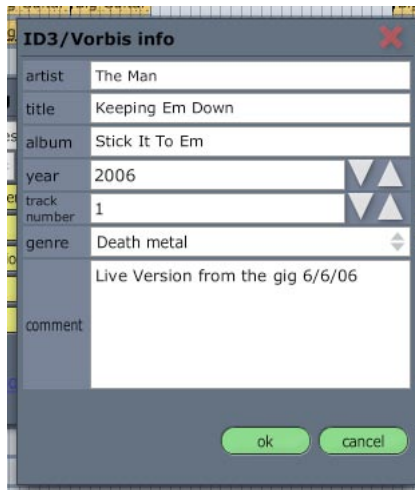 ID3/Vorbis info
artist The Man
title Keeping Em Down
album Stick It To Em
year 2006
track
number 1
genre Death metal
comment Live Version from the gig 6/6/06
ok cancel